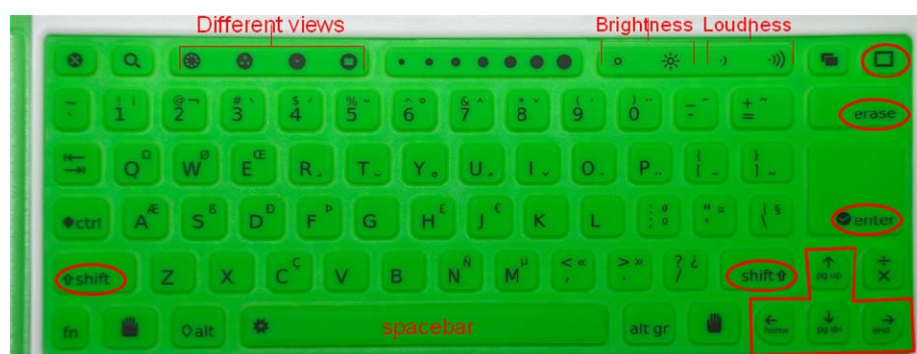 Different views Brightness Loudness
~ ` ! ¡ 1 @ ¬ 2 # ` 3 $ ´ 4 % ˘ 5 ^ ° 6 & ^ 7 * ˇ 8 ( 9 ) 0 _ - + ~ = erase
Q Ω W Ø E Œ R T Y U I O P { [ } ]
ctrl A Æ S ß D Ð F Þ G H £ J € K L : ; " ' | § \ enter
shift Z X C Ç V B N Ñ M µ < « , > » . ? ¿ / shift ↑ pg up ÷ ×
fn alt spacebar alt gr ← home ↓ pg dn → end